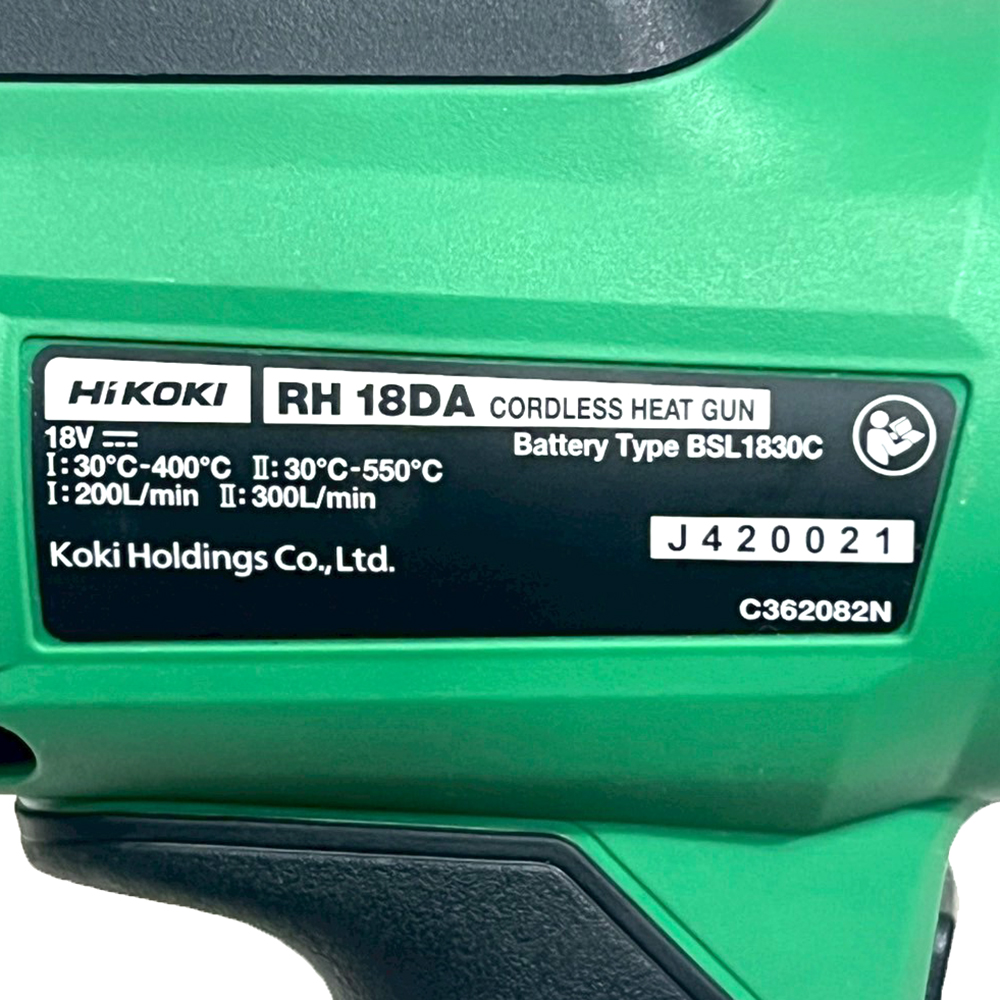 HiKOKI RH 18DA CORDLESS HEAT GUN
18V ⎓ Battery Type BSL1830C
Ⅰ:30°C-400°C Ⅱ:30°C-550°C
Ⅰ:200L/min Ⅱ:300L/min
J420021
Koki Holdings Co.,Ltd.
C362082N